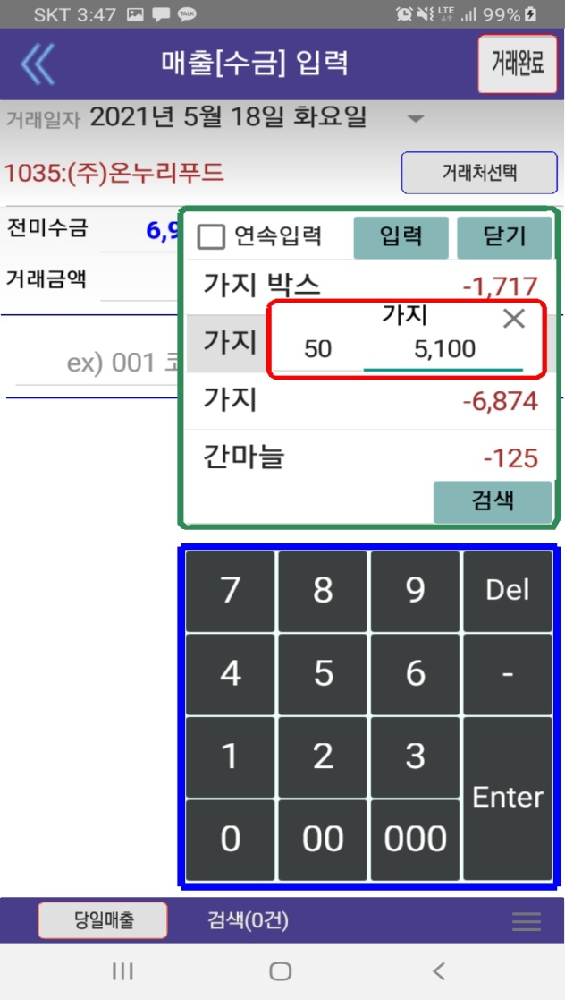 SKT 3:47 TALK LTE 99%
매출[수금] 입력
거래완료
거래일자 2021년 5월 18일 화요일
1035:(주)온누리푸드
거래처선택
전미수금 6,9
거래금액
ex) 001 코
연속입력 입력 닫기
가지 박스 -1,717
가지
가지
50 5,100
가지 -6,874
간마늘 -125
검색
7 8 9 Del
4 5 6 -
1 2 3
Enter
0 00 000
당일매출 검색(0건)